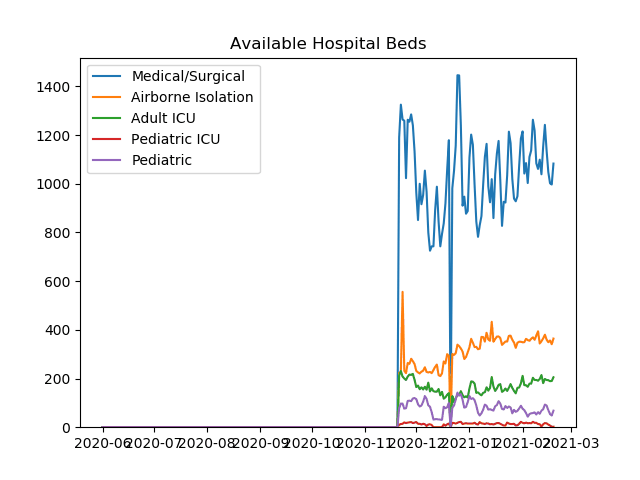 Available Hospital Beds
Medical/Surgical
Airborne Isolation
Adult ICU
Pediatric ICU
Pediatric
1400
1200
1000
800
600
400
200
0
2020-06 2020-07 2020-08 2020-09 2020-10 2020-11 2020-12 2021-01 2021-02 2021-03